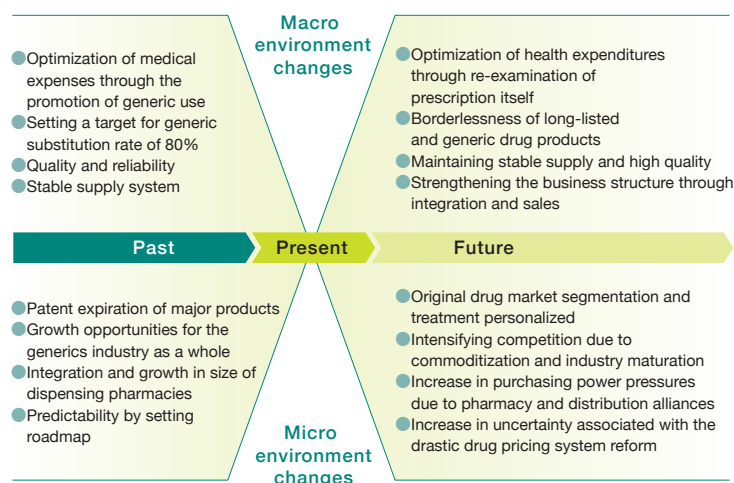 Macro
environment
changes
Optimization of medical
expenses through the
promotion of generic use
Setting a target for generic
substitution rate of 80%
Quality and reliability
Stable supply system
Optimization of health expenditures
through re-examination of
prescription itself
Borderlessness of long-listed
and generic drug products
Maintaining stable supply and high quality
Strengthening the business structure through
integration and sales
Past
Present
Future
Patent expiration of major products
Growth opportunities for the
generics industry as a whole
Integration and growth in size of
dispensing pharmacies
Predictability by setting
roadmap
Original drug market segmentation and
treatment personalized
Intensifying competition due to
commoditization and industry maturation
Increase in purchasing power pressures
due to pharmacy and distribution alliances
Increase in uncertainty associated with the
drastic drug pricing system reform
Micro
environment
changes